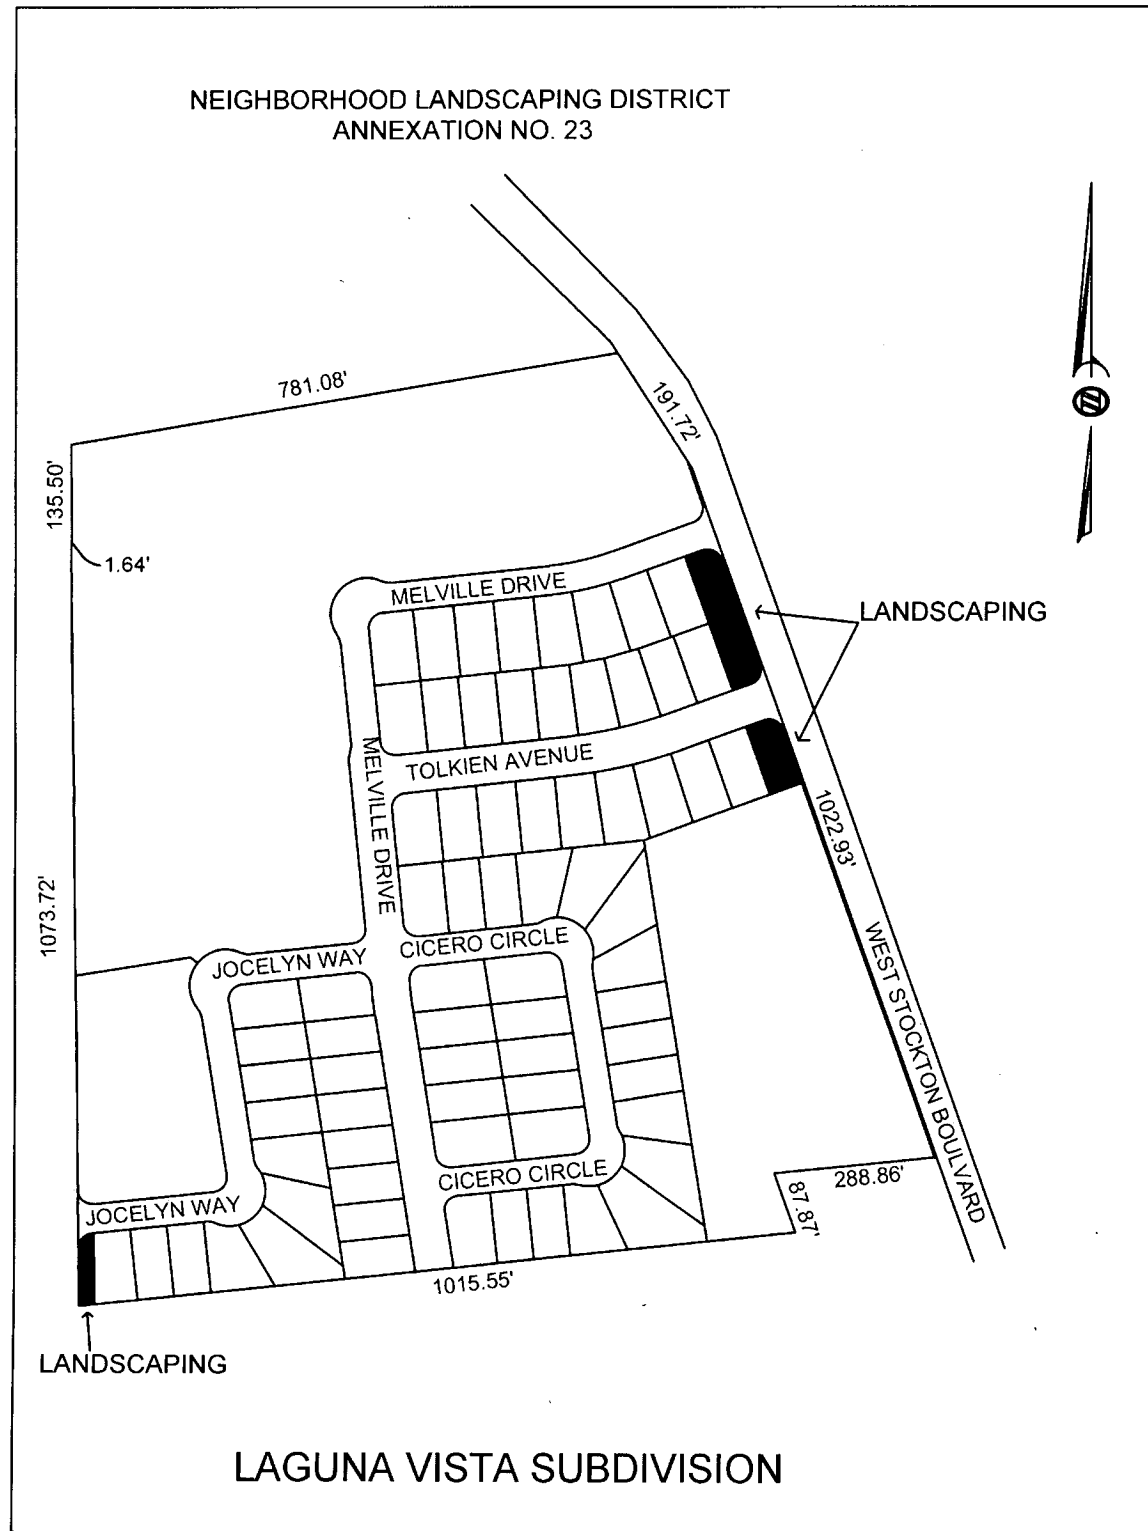 NEIGHBORHOOD LANDSCAPING DISTRICT
ANNEXATION NO. 23
781.08'
191.72'
135.50'
1.64'
MELVILLE DRIVE
LANDSCAPING
MELVILLE DRIVE
TOLKIEN AVENUE
1022.93'
1073.72'
WEST STOCKTON BOULVARD
JOCELYN WAY
CICERO CIRCLE
CICERO CIRCLE
288.86'
87.87'
JOCELYN WAY
1015.55'
LANDSCAPING
LAGUNA VISTA SUBDIVISION